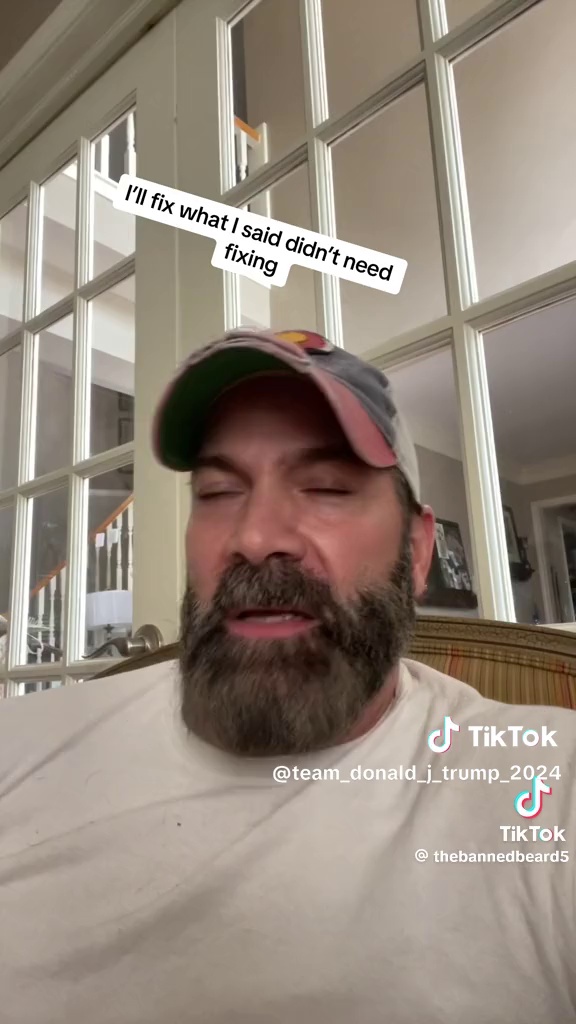 I'll fix what I said didn't need
fixing
TikTok
@team_donald_j_trump_2024
TikTok
@ thebannedbeard5